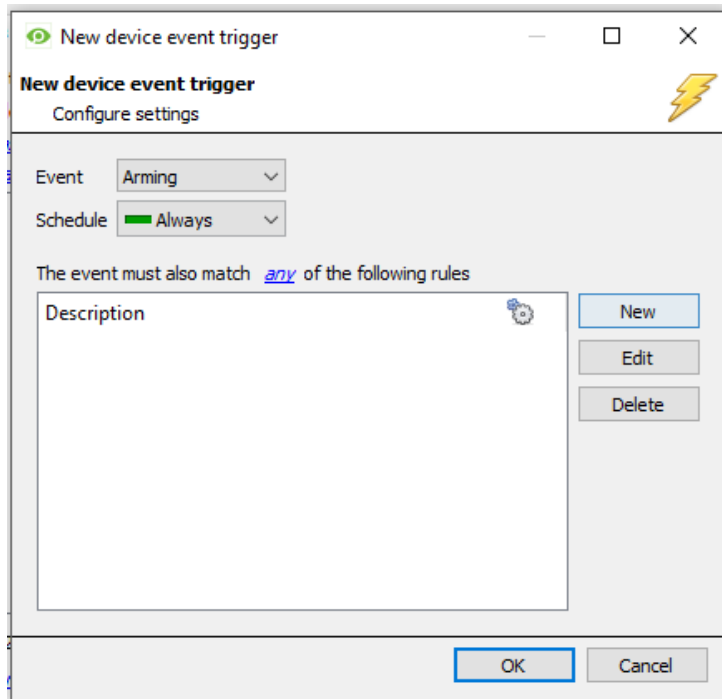 New device event trigger
New device event trigger
Configure settings
Event Arming
Schedule Always
The event must also match any of the following rules
Description
New
Edit
Delete
OK Cancel